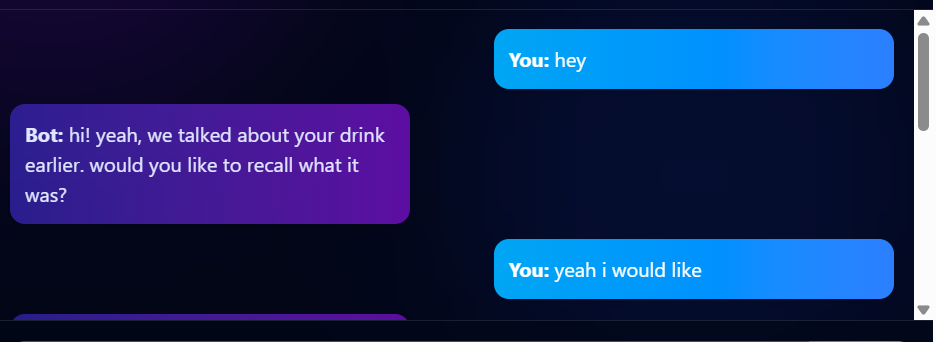 You: hey
Bot: hi! yeah, we talked about your drink
earlier. would you like to recall what it
was?
You: yeah i would like